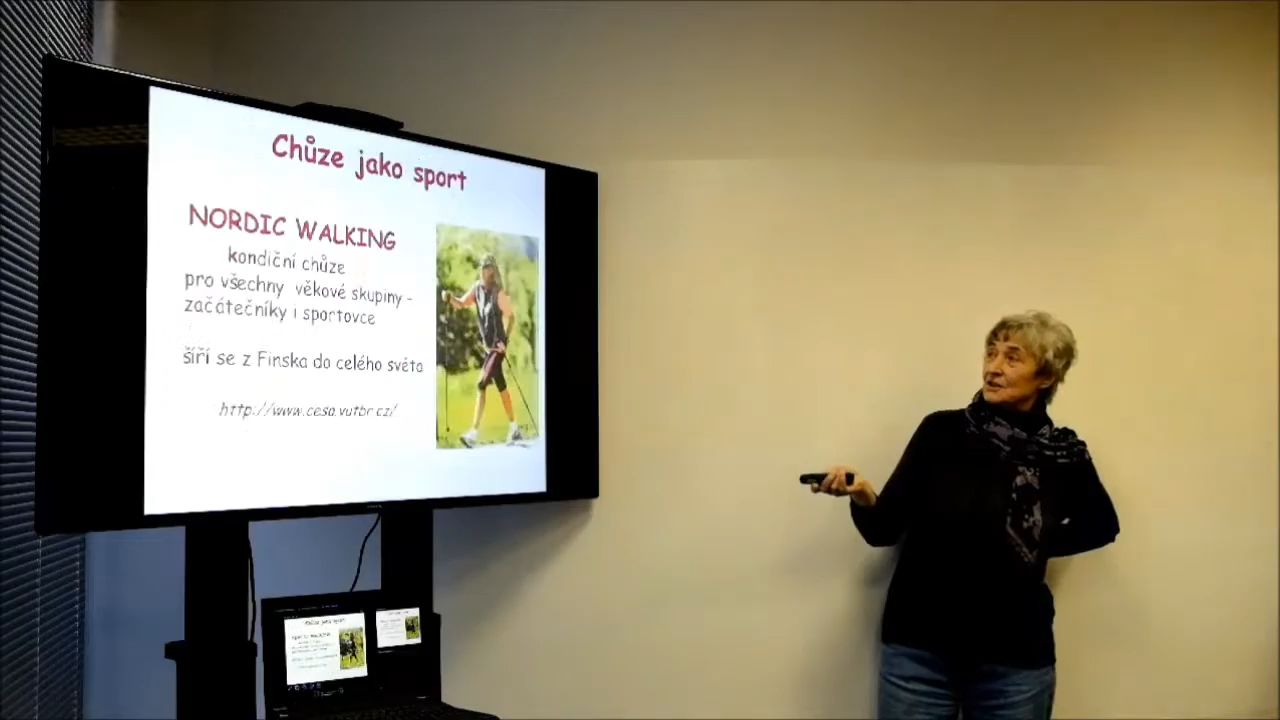 Chůze jako sport
NORDIC WALKING
kondiční chůze
pro všechny věkové skupiny -
začátečníky i sportovce
šíří se z Finska do celého světa
http://www.cesa.vutbr.cz/